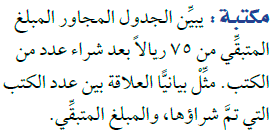 مكتبة : يبيِّن الجدول المجاور المبلغ
المتبقِّي من ٧٥ ريالاً بعد شراء عدد من
الكتب . مثِّلْ بيانيًّا العلاقة بين عدد الكتب
التي تمَّ شراؤها، والمبلغ المتبقِّي.